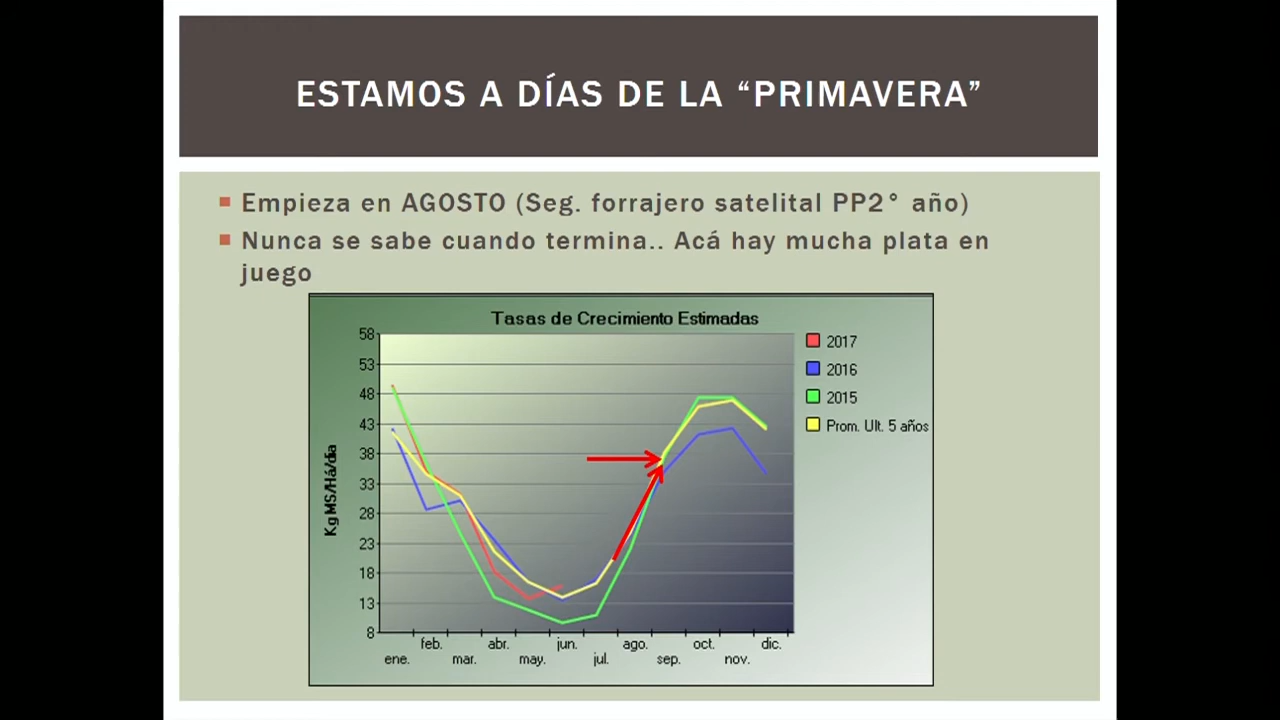 ESTAMOS A DÍAS DE LA “PRIMAVERA”
Empieza en AGOSTO (Seg. forrajero satelital PP2° año)
Nunca se sabe cuando termina.. Acá hay mucha plata en
juego
Tasas de Crecimiento Estimadas
KgMS/Há/día
58
53
48
43
38
33
28
23
18
13
8
ene.
feb.
mar.
abr.
may.
jun.
jul.
ago.
sep.
oct.
nov.
dic.
2017
2016
2015
Prom. Ult. 5 años